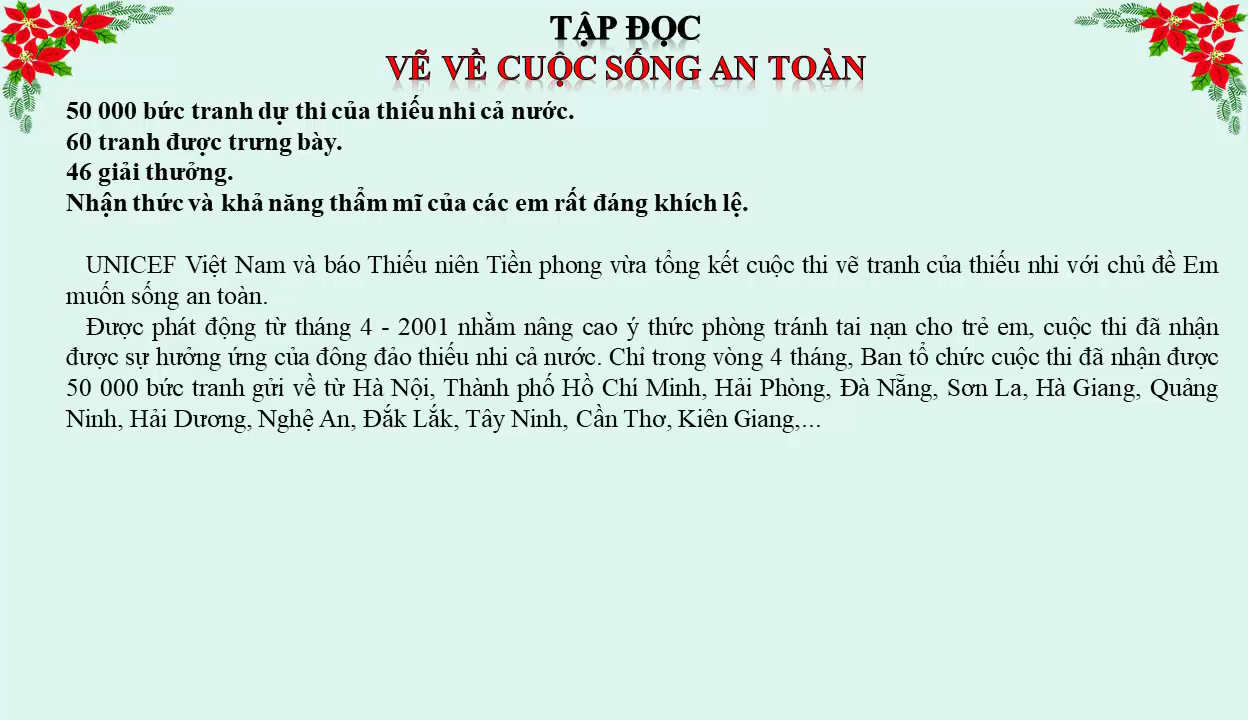 TẬP ĐỌC
VẼ VỀ CUỘC SỐNG AN TOÀN
50 000 bức tranh dự thi của thiếu nhi cả nước.
60 tranh được trưng bày.
46 giải thưởng.
Nhận thức và khả năng thẩm mĩ của các em rất đáng khích lệ.
UNICEF Việt Nam và báo Thiếu niên Tiền phong vừa tổng kết cuộc thi vẽ tranh của thiếu nhi với chủ đề Em
muốn sống an toàn.
Được phát động từ tháng 4 - 2001 nhằm nâng cao ý thức phòng tránh tai nạn cho trẻ em, cuộc thi đã nhận
được sự hưởng ứng của đông đảo thiếu nhi cả nước. Chỉ trong vòng 4 tháng, Ban tổ chức cuộc thi đã nhận được
50 000 bức tranh gửi về từ Hà Nội, Thành phố Hồ Chí Minh, Hải Phòng, Đà Nẵng, Sơn La, Hà Giang, Quảng
Ninh, Hải Dương, Nghệ An, Đắk Lắk, Tây Ninh, Cần Thơ, Kiên Giang,...